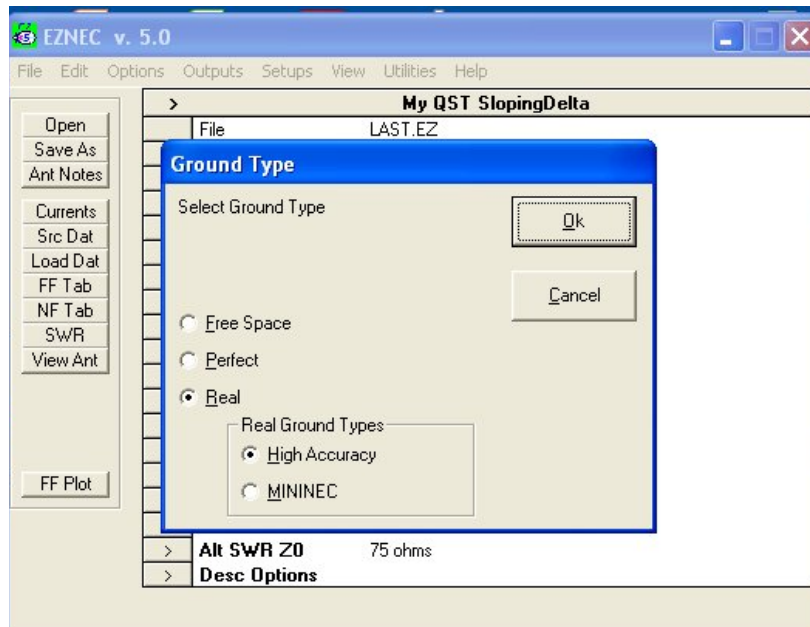 EZNEC v. 5.0
File Edit Options Outputs Setups View Utilities Help
> My QST SlopingDelta
File LAST.EZ
Open
Save As
Ant Notes
Currents
Src Dat
Load Dat
FF Tab
NF Tab
SWR
View Ant
FF Plot
Ground Type
Select Ground Type
Ok
Cancel
Free Space
Perfect
Real
Real Ground Types
High Accuracy
MININEC
> Alt SWR Z0 75 ohms
> Desc Options